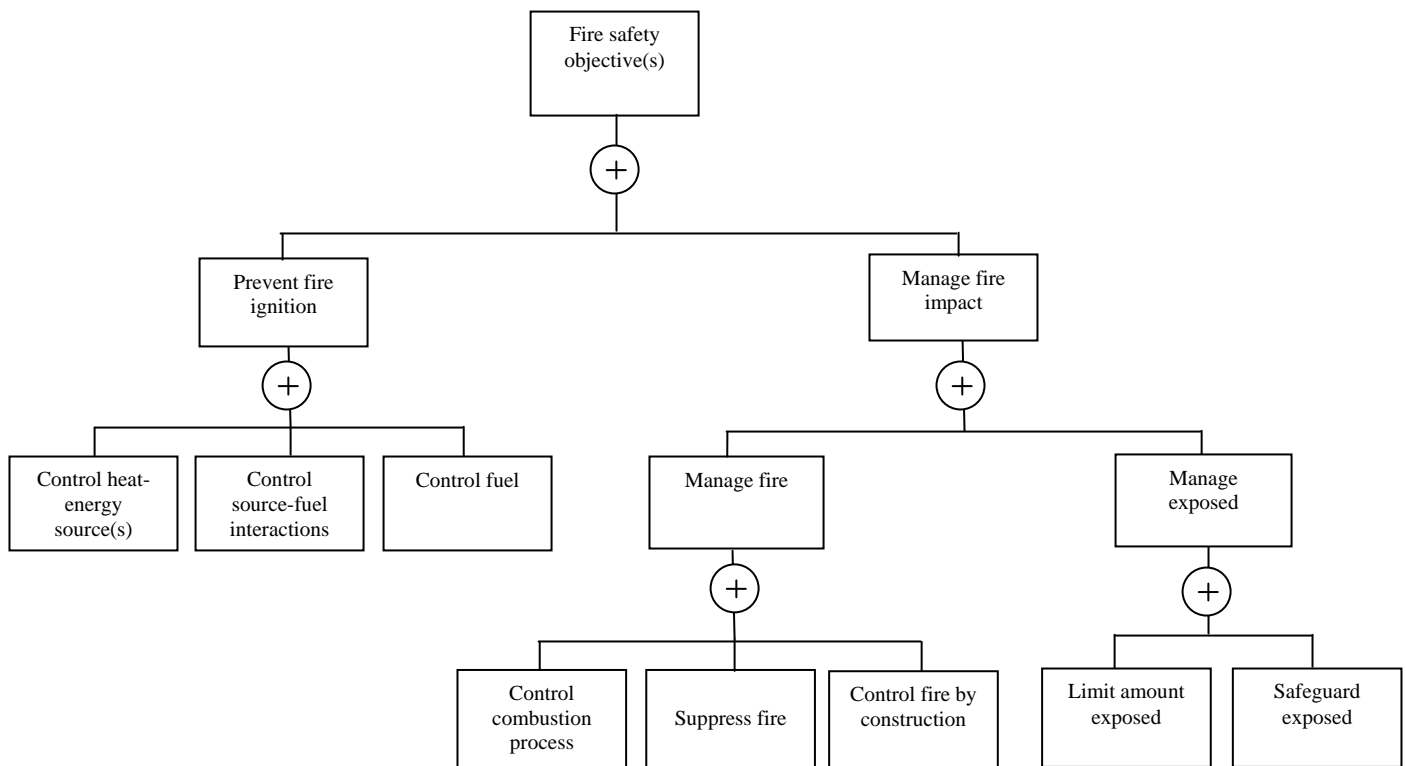 Fire safety
objective(s)
+
Prevent fire
ignition
Manage fire
impact
+
+
Control heat-
energy
source(s)
Control
source-fuel
interactions
Control fuel
Manage fire
Manage
exposed
+
+
Control
combustion
process
Suppress fire
Control fire by
construction
Limit amount
exposed
Safeguard
exposed